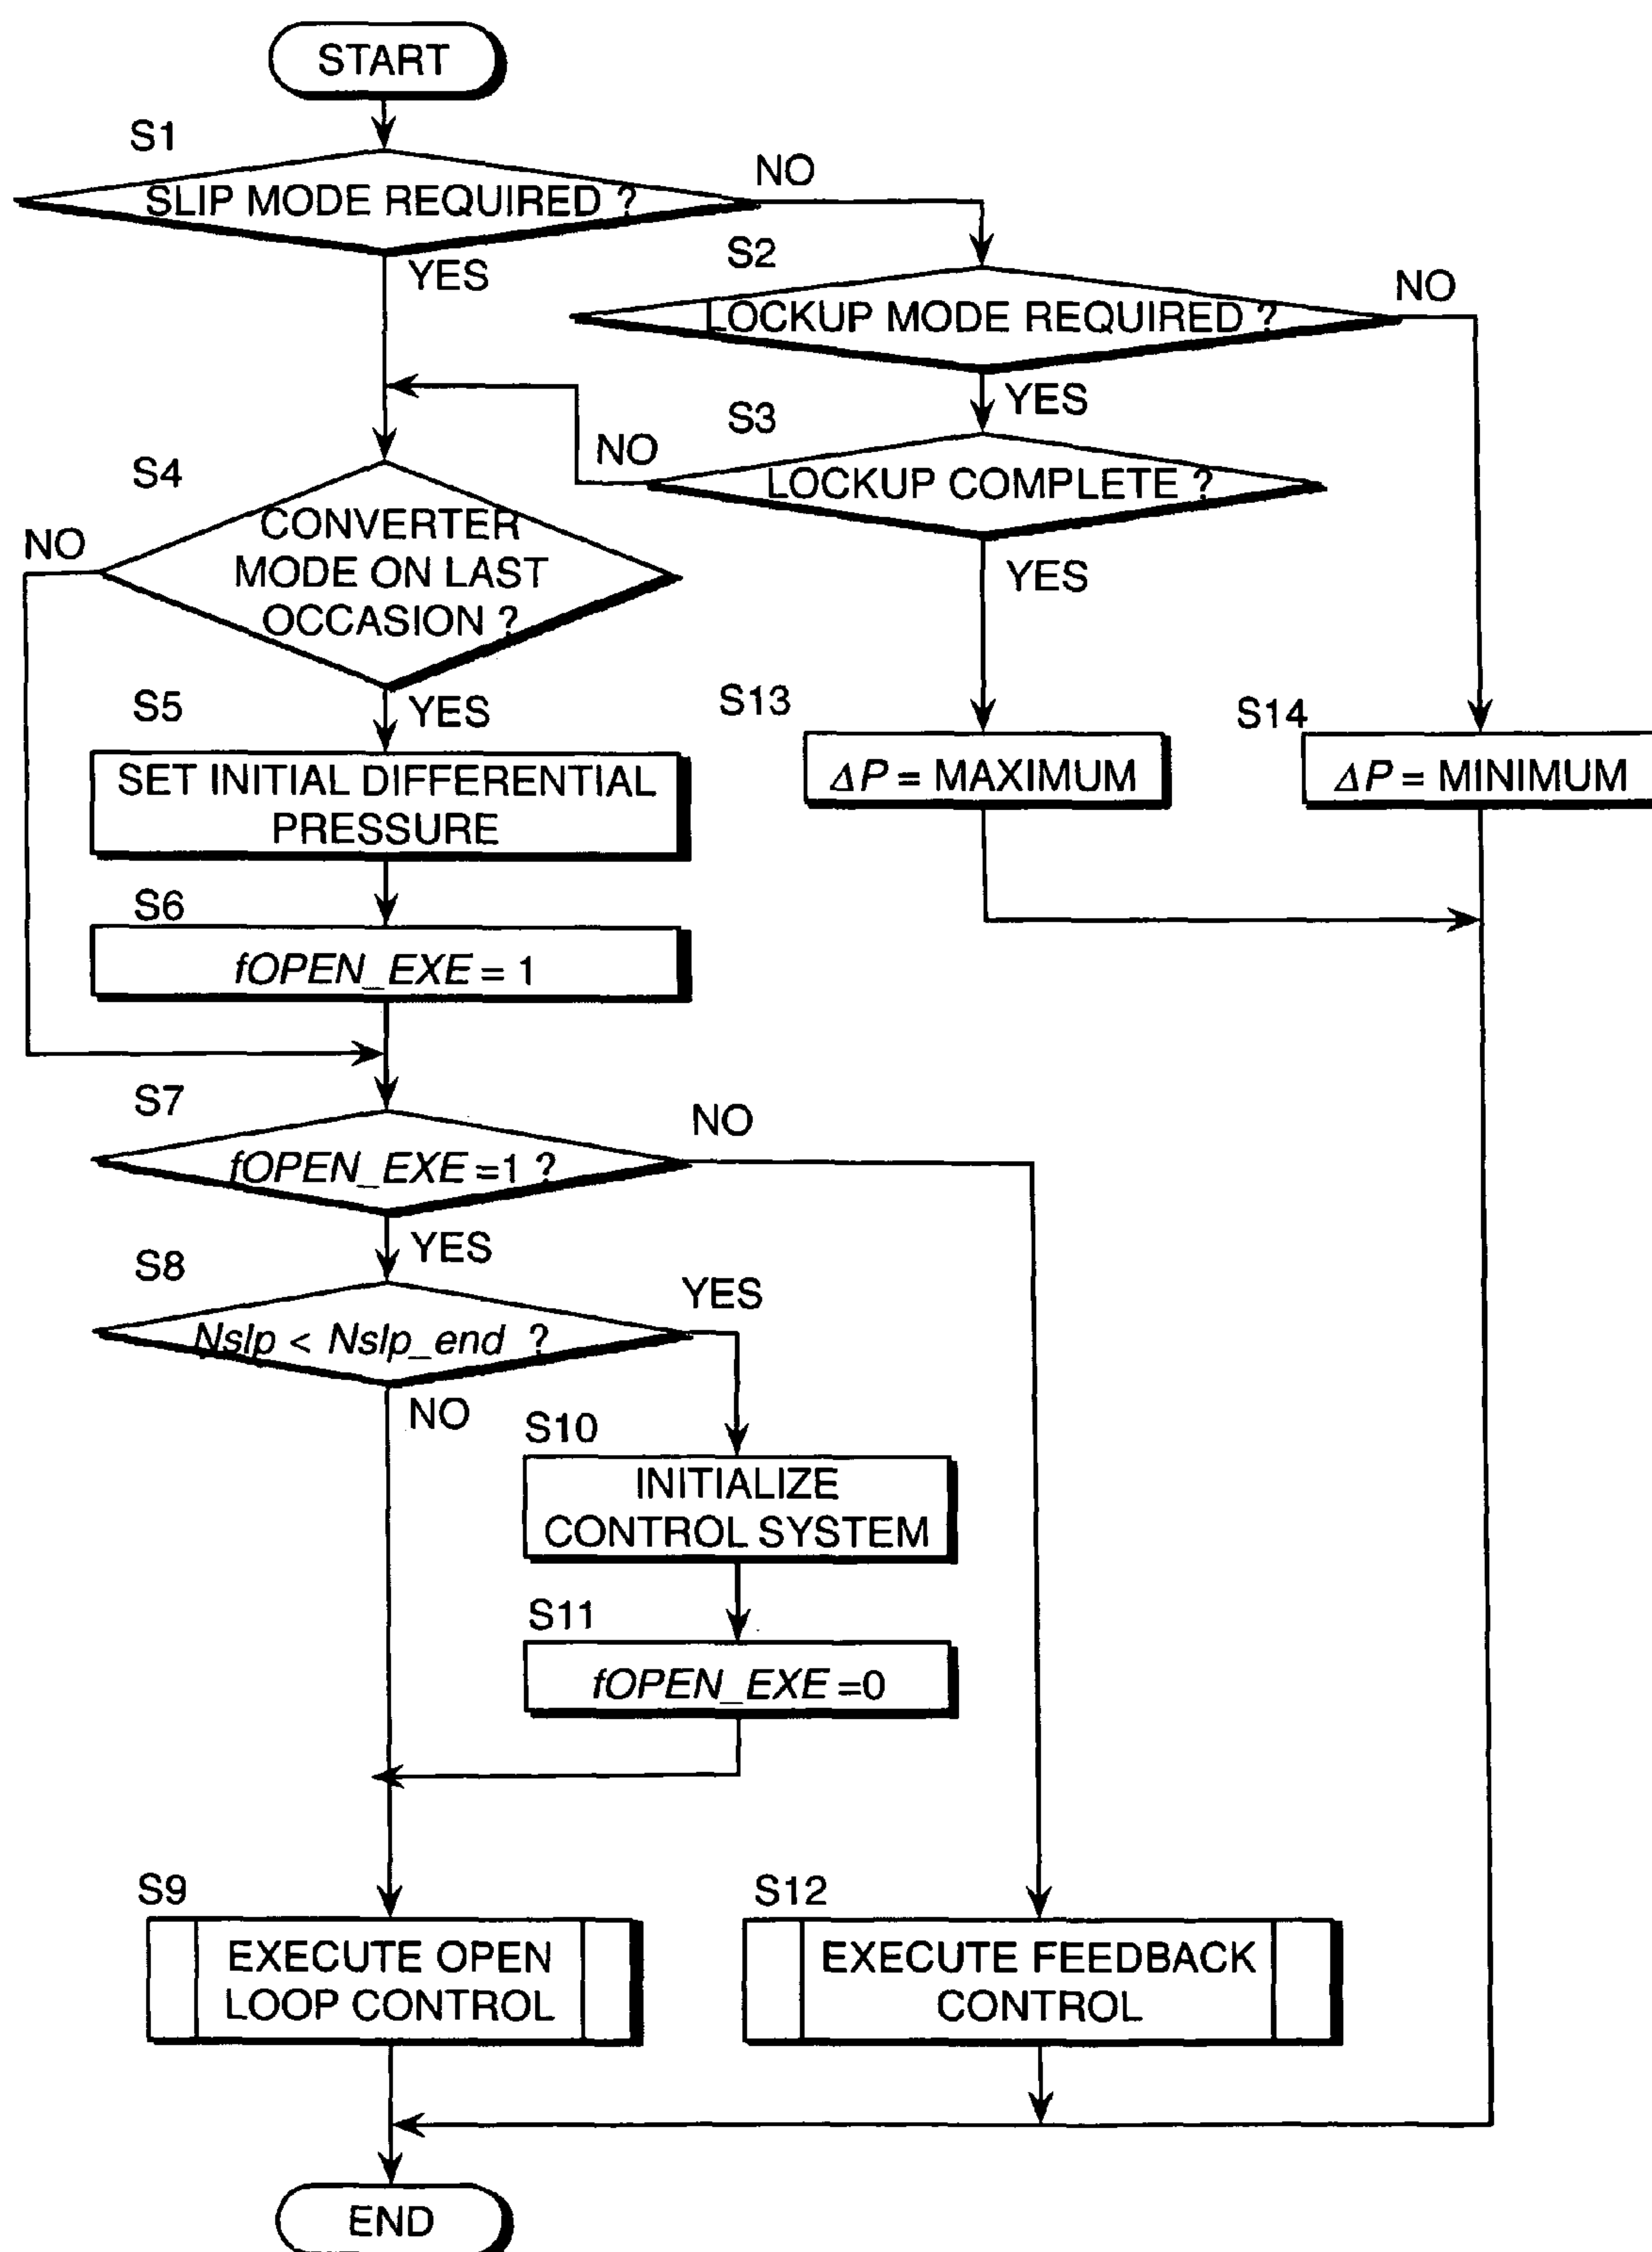 START
S1
SLIP MODE REQUIRED ?
NO
YES
S2
LOCKUP MODE REQUIRED ?
NO
YES
S3
LOCKUP COMPLETE ?
NO
YES
S4
CONVERTER
MODE ON LAST
OCCASION ?
NO
YES
S5
SET INITIAL DIFFERENTIAL
PRESSURE
S13
ΔP = MAXIMUM
S14
ΔP = MINIMUM
S6
fOPEN_EXE = 1
S7
fOPEN_EXE =1 ?
NO
YES
S8
Nslp < Nslp_end ?
YES
NO
S10
INITIALIZE
CONTROL SYSTEM
S11
fOPEN_EXE =0
S9
EXECUTE OPEN
LOOP CONTROL
S12
EXECUTE FEEDBACK
CONTROL
END